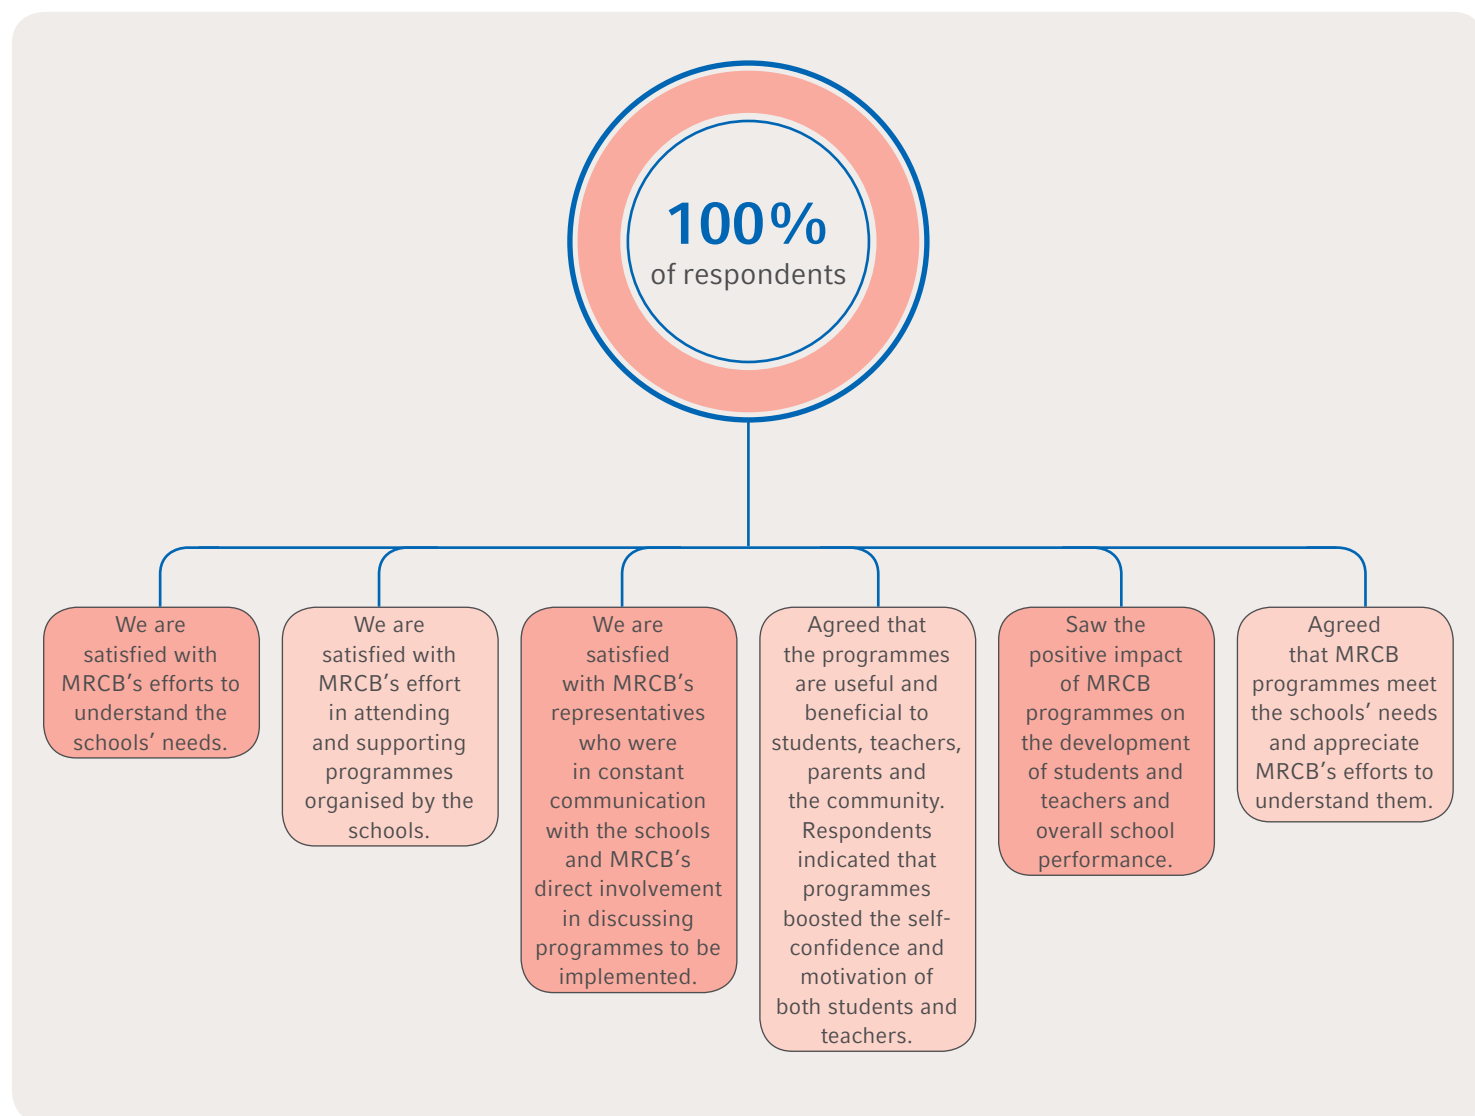 100%
of respondents
We are
satisfied with
MRCB’s efforts to
understand the
schools’ needs.
We are
satisfied with
MRCB’s effort
in attending
and supporting
programmes
organised by the
schools.
We are
satisfied
with MRCB’s
representatives
who were
in constant
communication
with the schools
and MRCB’s
direct involvement
in discussing
programmes to be
implemented.
Agreed that
the programmes
are useful and
beneficial to
students, teachers,
parents and
the community.
Respondents
indicated that
programmes
boosted the self-
confidence and
motivation of
both students and
teachers.
Saw the
positive impact
of MRCB
programmes on
the development
of students and
teachers and
overall school
performance.
Agreed
that MRCB
programmes meet
the schools’ needs
and appreciate
MRCB’s efforts to
understand them.